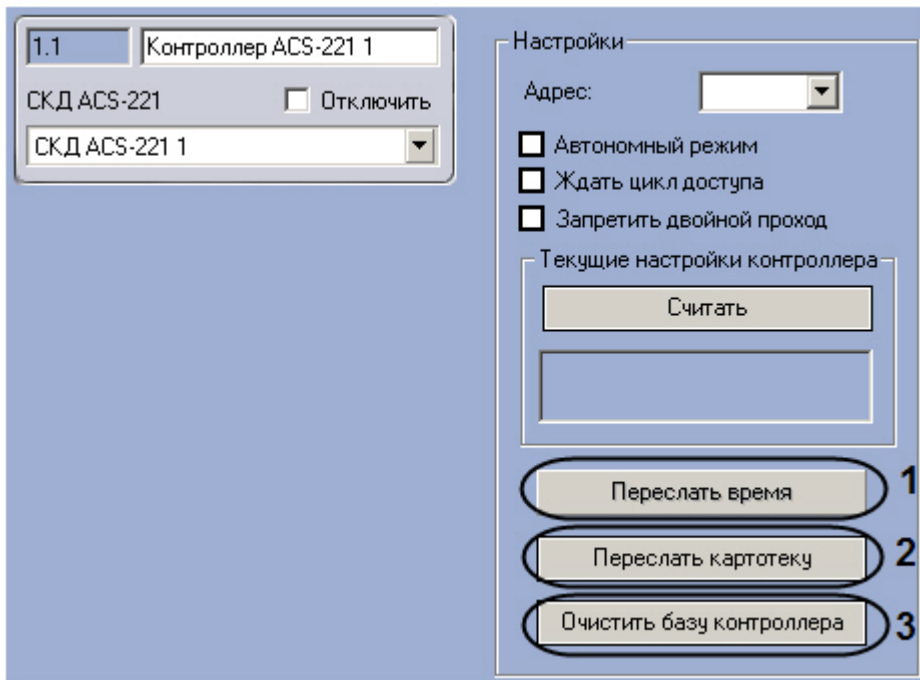 1.1 Контроллер ACS-221 1
СКД ACS-221 Отключить
СКД ACS-221 1
Настройки
Адрес:
Автономный режим
Ждать цикл доступа
Запретить двойной проход
Текущие настройки контроллера
Считать
Переслать время 1
Переслать картотеку 2
Очистить базу контроллера 3